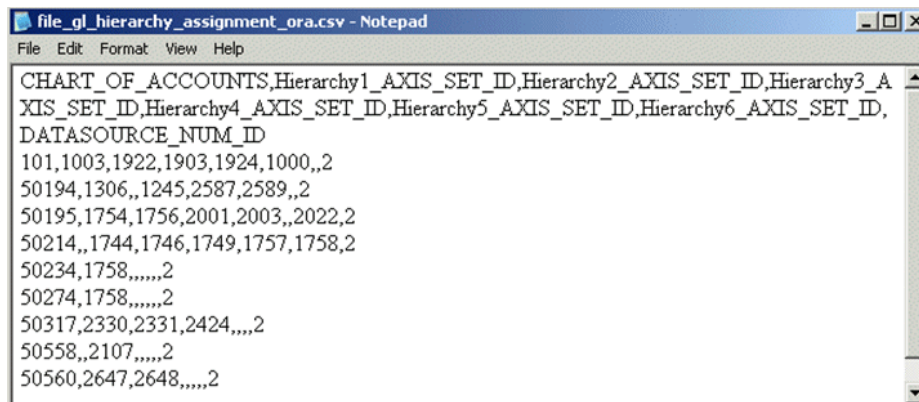 file_gl_hierarchy_assignment_ora.csv - Notepad
File Edit Format View Help
CHART_OF_ACCOUNTS,Hierarchy1_AXIS_SET_ID,Hierarchy2_AXIS_SET_ID,Hierarchy3_A
XIS_SET_ID,Hierarchy4_AXIS_SET_ID,Hierarchy5_AXIS_SET_ID,Hierarchy6_AXIS_SET_ID,
DATASOURCE_NUM_ID
101,1003,1922,1903,1924,1000,,2
50194,1306,,1245,2587,2589,,2
50195,1754,1756,2001,2003,,2022,2
50214,,1744,1746,1749,1757,1758,2
50234,1758,,,,,,2
50274,1758,,,,,,2
50317,2330,2331,2424,,,,2
50558,,2107,,,,,2
50560,2647,2648,,,,,2